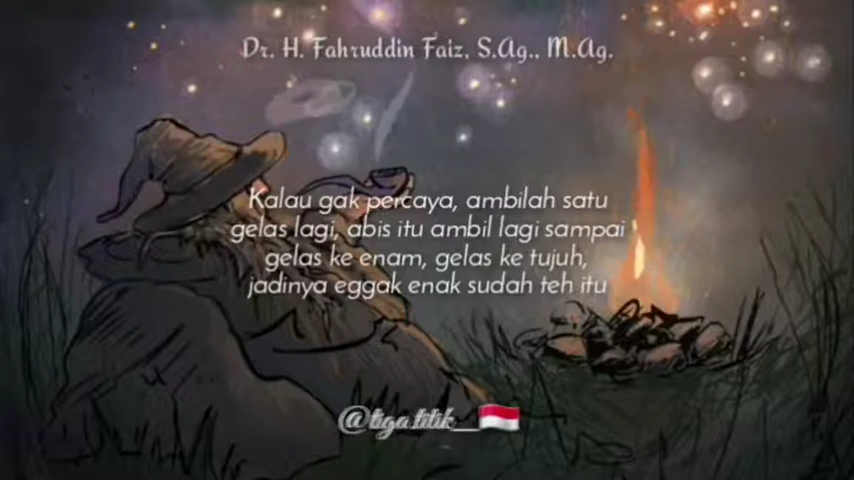 Dr. H. Fahruddin Faiz, S.Ag., M.Ag.
Kalau gak percaya, ambilah satu
gelas lagi, abis itu ambil lagi sampai
gelas ke enam, gelas ke tujuh,
jadinya eggak enak sudah teh itu
@tiga.titik__